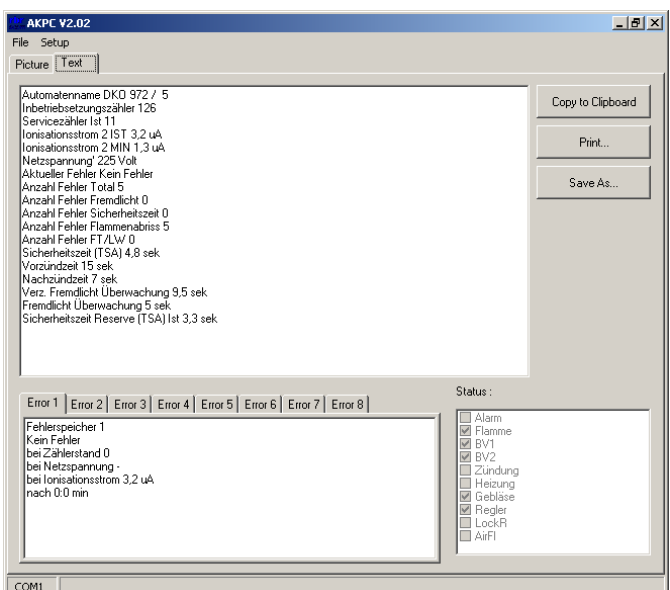 AKPC V2.02
File Setup
Picture Text
Automatenname DKO 972 / 5
Inbetriebsetzungszähler 126
Servicezähler Ist 11
Ionisationsstrom 2 IST 3,2 uA
Ionisationsstrom 2 MIN 1,3 uA
Netzspannung' 225 Volt
Aktueller Fehler Kein Fehler
Anzahl Fehler Total 5
Anzahl Fehler Fremdlicht 0
Anzahl Fehler Sicherheitszeit 0
Anzahl Fehler Flammenabriss 5
Anzahl Fehler FT/LW 0
Sicherheitszeit (TSA) 4,8 sek
Vorzündzeit 15 sek
Nachzündzeit 7 sek
Verz. Fremdlicht Überwachung 9,5 sek
Fremdlicht Überwachung 5 sek
Sicherheitszeit Reserve (TSA) Ist 3,3 sek
Copy to Clipboard
Print...
Save As...
Error 1 Error 2 Error 3 Error 4 Error 5 Error 6 Error 7 Error 8
Fehlerspeicher 1
Kein Fehler
bei Zählerstand 0
bei Netzspannung -
bei Ionisationsstrom 3,2 uA
nach 0:0 min
Status :
Alarm
Flamme
BV1
BV2
Zündung
Heizung
Gebläse
Regler
LockR
AirFl
COM1